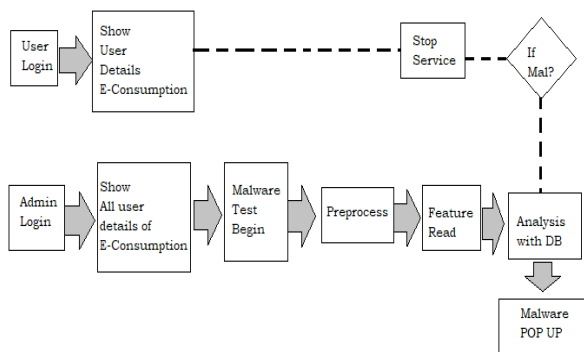 User
Login
Show
User
Details
E-Consumption
Stop
Service
If
Mal?
Admin
Login
Show
All user
details of
E-Consumption
Malware
Test
Begin
Preprocess
Feature
Read
Analysis
with DB
Malware
POP UP